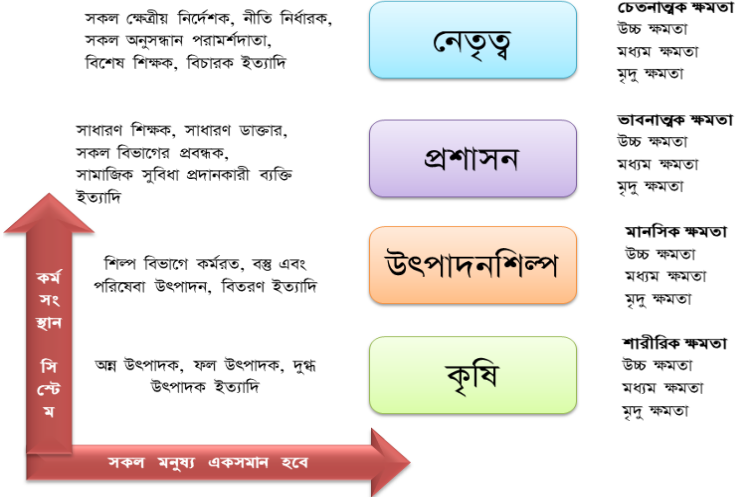 সকল ক্ষেত্রীয় নির্দেশক, নীতি নির্ধারক,
সকল অনুসন্ধান পরামর্শদাতা,
বিশেষ শিক্ষক, বিচারক ইত্যাদি
নেতৃত্ব
চেতনাত্মক ক্ষমতা
উচ্চ ক্ষমতা
মধ্যম ক্ষমতা
মৃদু ক্ষমতা
সাধারণ শিক্ষক, সাধারণ ডাক্তার,
সকল বিভাগের প্রবন্ধক,
সামাজিক সুবিধা প্রদানকারী ব্যক্তি
ইত্যাদি
প্রশাসন
ভাবনাত্মক ক্ষমতা
উচ্চ ক্ষমতা
মধ্যম ক্ষমতা
মৃদু ক্ষমতা
শিল্প বিভাগে কর্মরত, বস্তু এবং
পরিষেবা উৎপাদন, বিতরণ ইত্যাদি
উৎপাদনশিল্প
মানসিক ক্ষমতা
উচ্চ ক্ষমতা
মধ্যম ক্ষমতা
মৃদু ক্ষমতা
অন্ন উৎপাদক, ফল উৎপাদক, দুগ্ধ
উৎপাদক ইত্যাদি
কৃষি
শারীরিক ক্ষমতা
উচ্চ ক্ষমতা
মধ্যম ক্ষমতা
মৃদু ক্ষমতা
কর্ম
সং
স্থান
সি
স্টে
ম
সকল মনুষ্য একসমান হবে